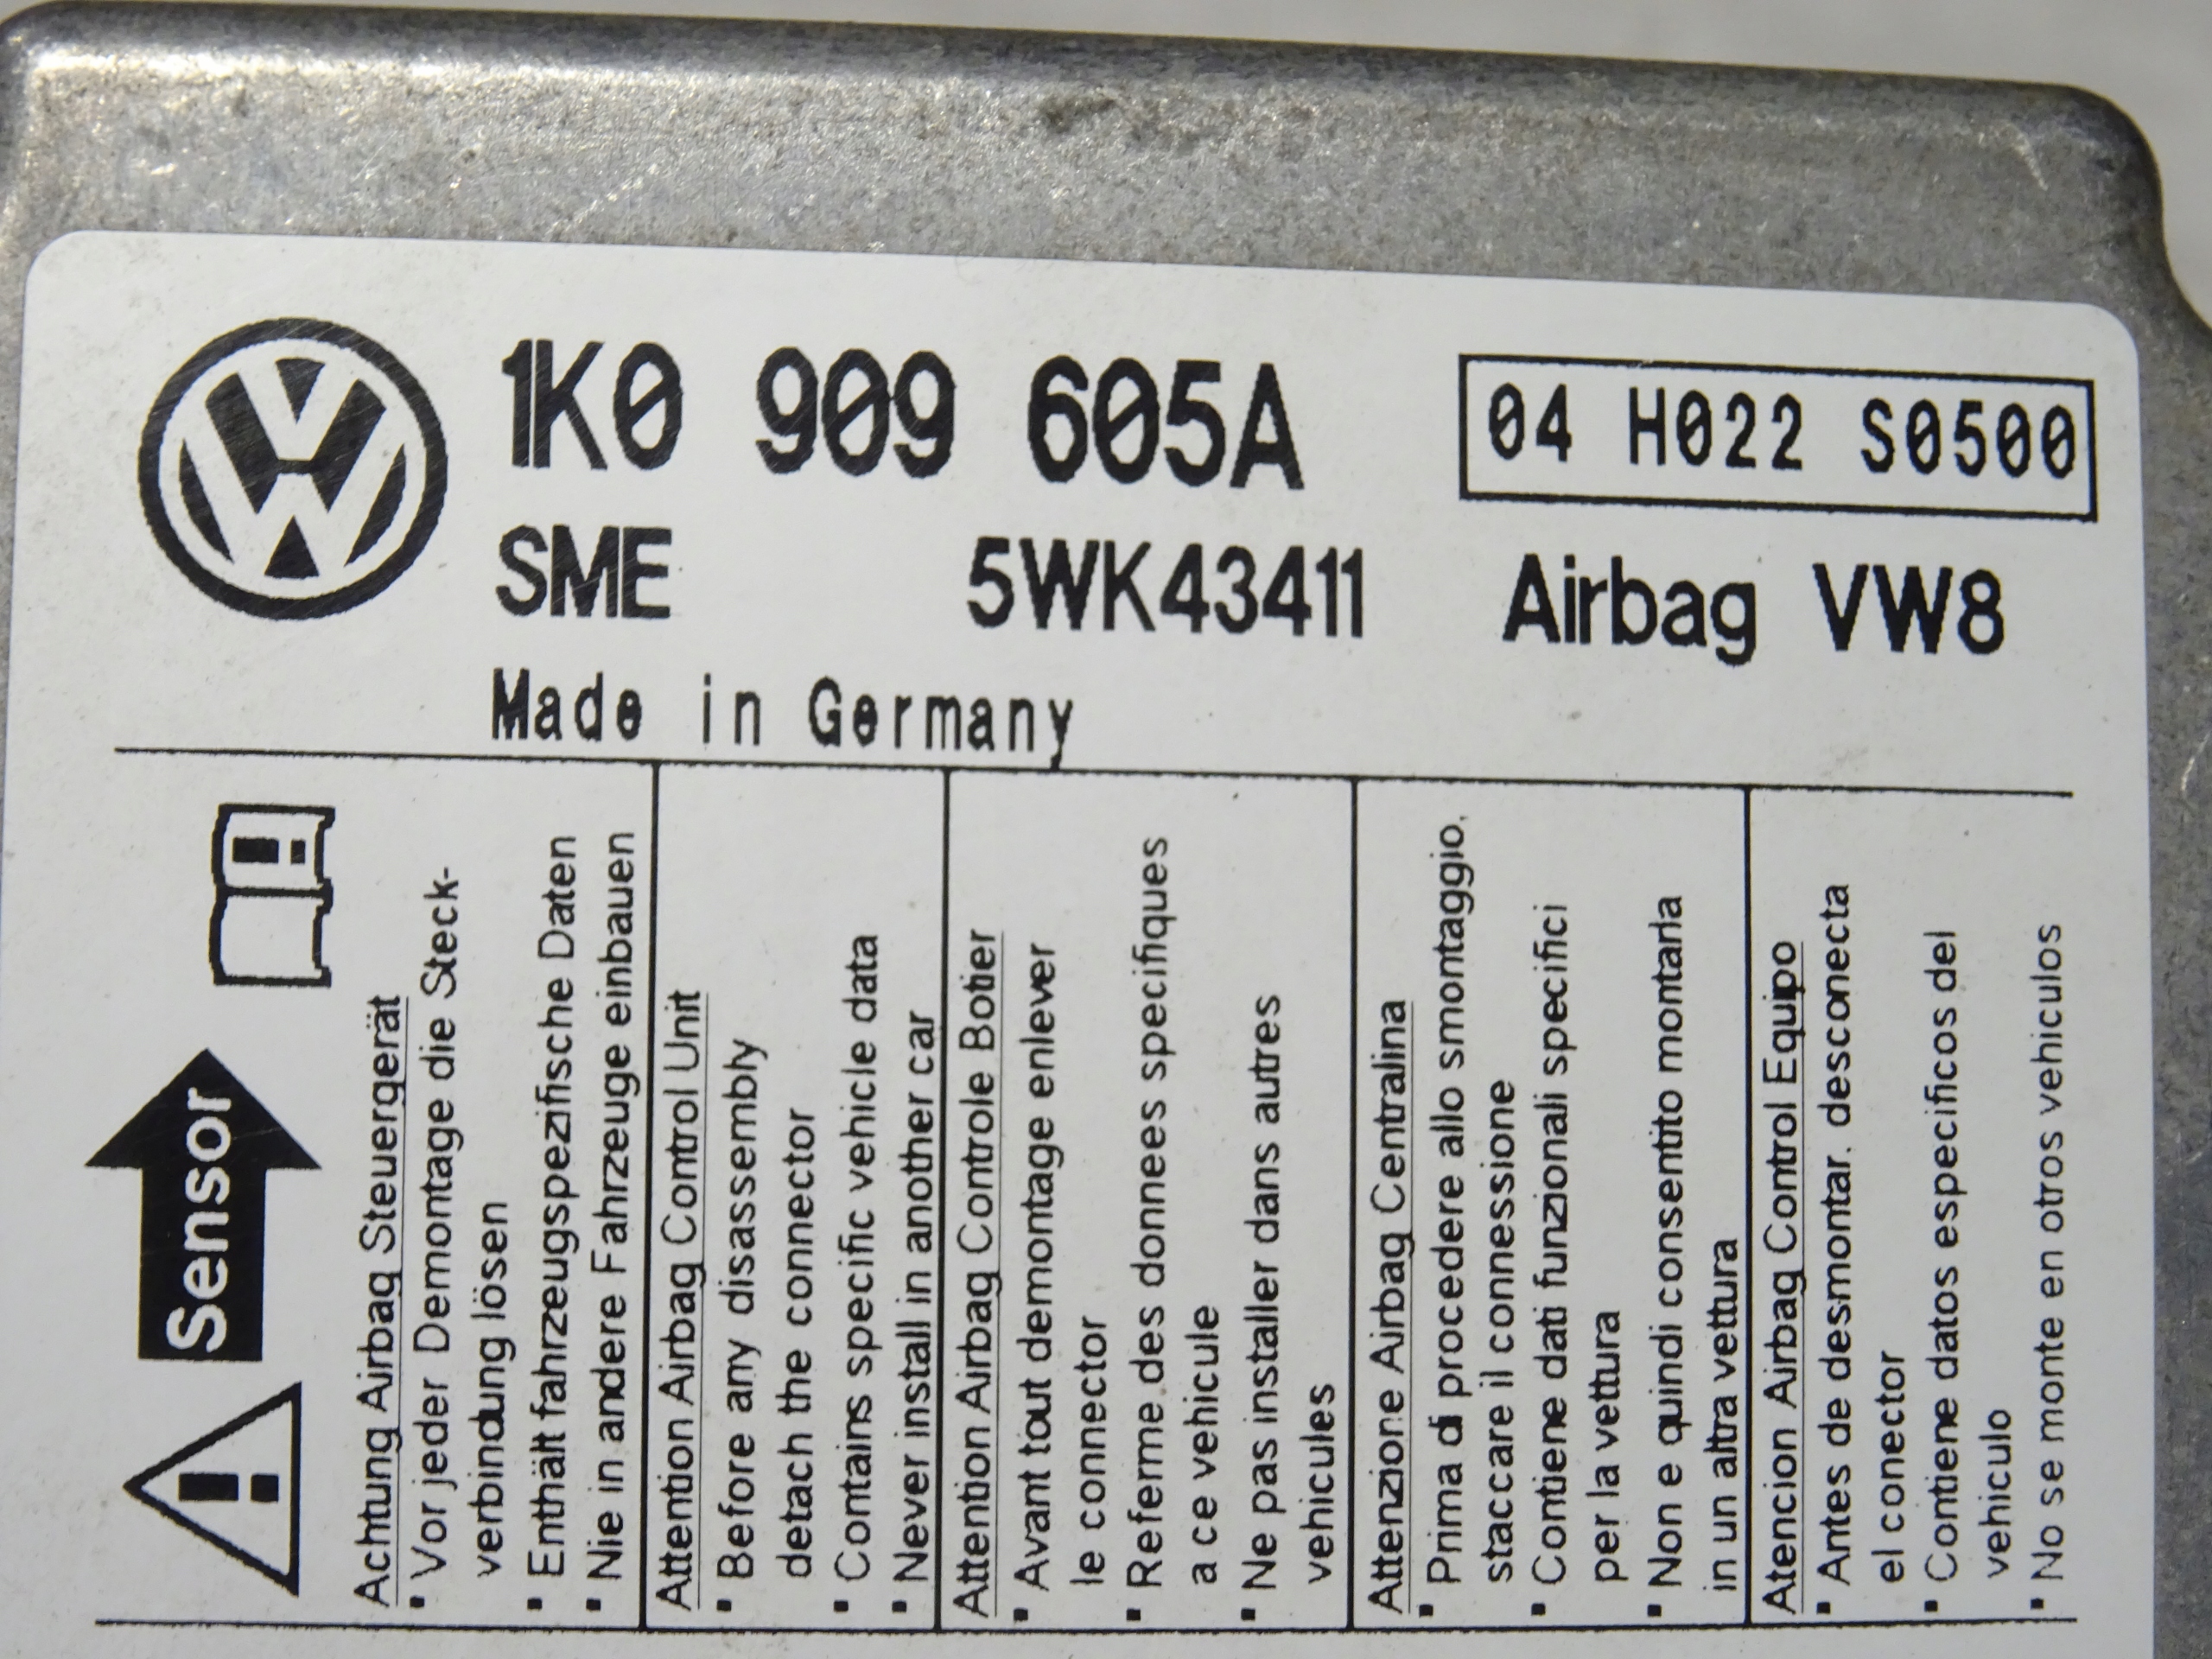 1K0 909 605A
04 H022 S0500
SME 5WK43411 Airbag VW8
Made in Germany
Sensor
Achtung Airbag Steuergerät
▪ Vor jeder Demontage die Steck-
verbindung lösen
▪ Enthält fahrzeugspezifische Daten
▪ Nie in andere Fahrzeuge einbauen
Attention Airbag Control Unit
▪ Before any disassembly
detach the connector
▪ Contains specific vehicle data
▪ Never install in another car
Attention Airbag Controle Botier
▪ Avant tout demontage enlever
le connector
▪ Referme des donnees specifiques
a ce vehicule
▪ Ne pas installer dans autres
vehicules
Attenzione Airbag Centralina
▪ Prima di procedere allo smontaggio.
staccare il connessione
▪ Contiene dati funzionali specifici
per la vettura
▪ Non e quindi consentito montarla
in un altra vettura
Atencion Airbag Control Equipo
▪ Antes de desmontar. desconecta
el conector
▪ Contiene datos especificos del
vehiculo
▪ No se monte en otros vehiculos